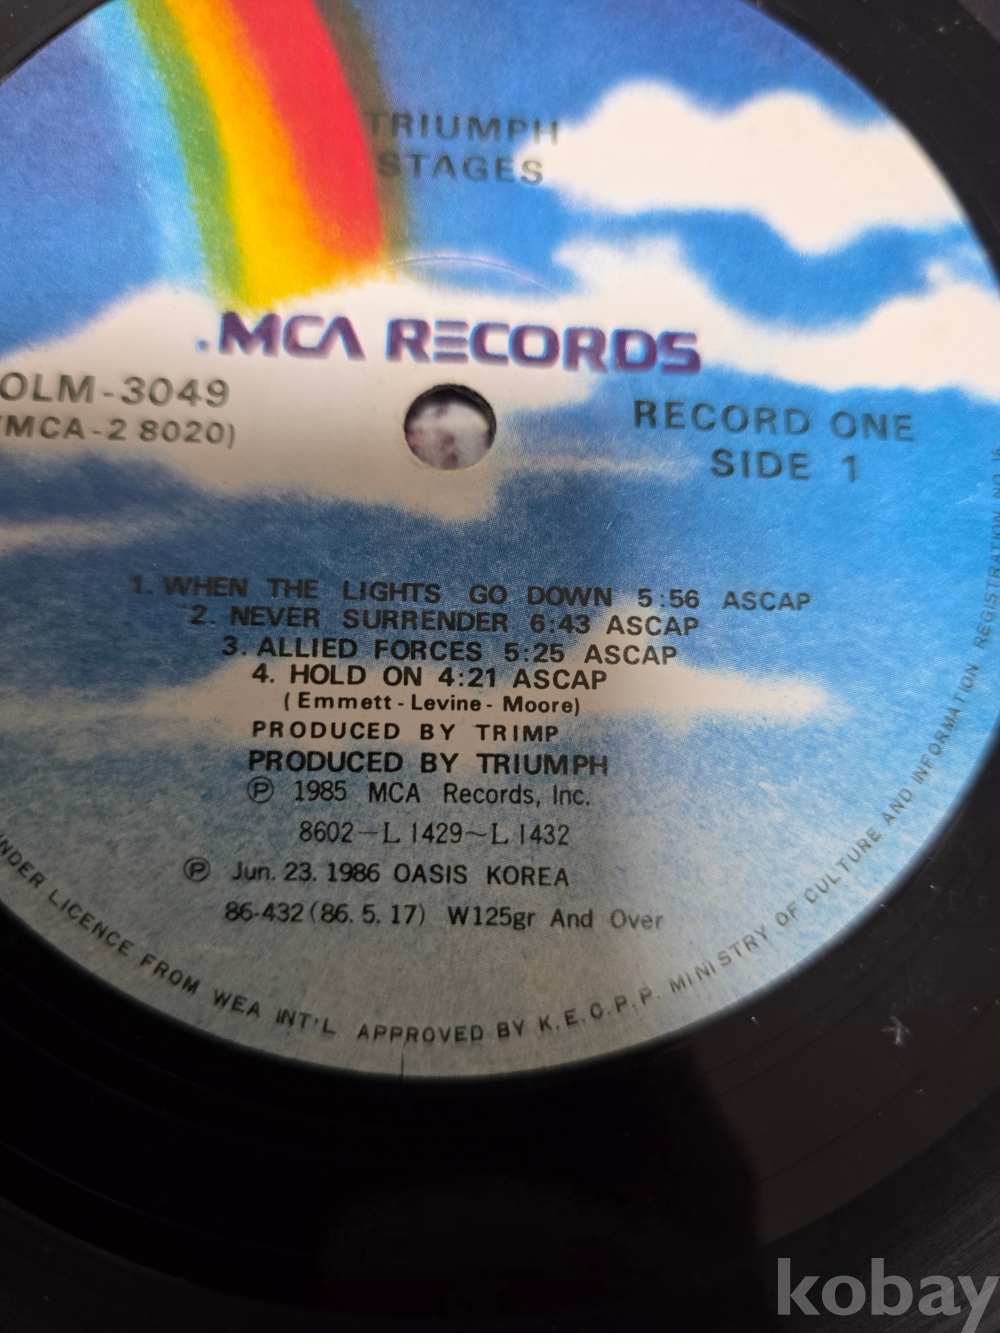 TRIUMPH
STAGES
MCA RECORDS
OLM-3049
(MCA-2 8020)
RECORD ONE
SIDE 1
1. WHEN THE LIGHTS GO DOWN 5:56 ASCAP
2. NEVER SURRENDER 6:43 ASCAP
3. ALLIED FORCES 5:25 ASCAP
4. HOLD ON 4:21 ASCAP
(Emmett-Levine-Moore)
PRODUCED BY TRIMP
PRODUCED BY TRIUMPH
Ⓟ 1985 MCA Records, Inc.
8602-L 1429~L 1432
Ⓟ Jun. 23. 1986 OASIS KOREA
86-432 (86. 5. 17) W125gr And Over
UNDER LICENCE FROM WEA INT'L APPROVED BY K.E.C.P.P. MINISTRY OF CULTURE AND INFORMATION REGISTRATION NO.
kobay